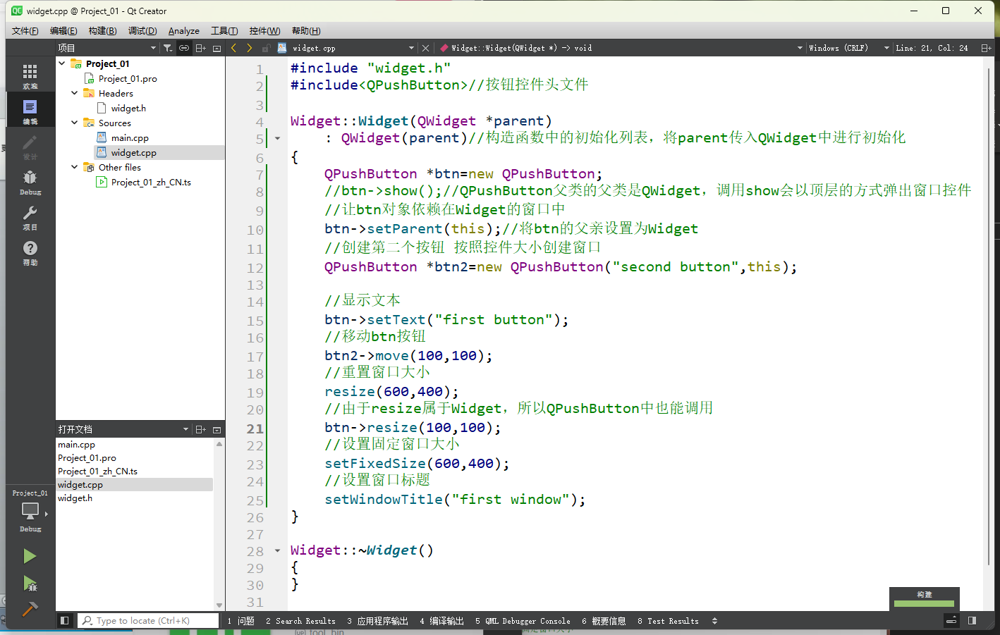 widget.cpp @ Project_01 - Qt Creator
文件(F) 编辑(E) 构建(B) 调试(D) Analyze 工具(T) 控件(W) 帮助(H)
项目
widget.cpp
Widget::Widget(QWidget *) -> void
Windows (CRLF)
Line: 21, Col: 24
欢迎
编辑
设计
Debug
项目
帮助
Project_01
Project_01.pro
Headers
widget.h
Sources
main.cpp
widget.cpp
Other files
Project_01_zh_CN.ts
打开文档
main.cpp
Project_01.pro
Project_01_zh_CN.ts
widget.cpp
widget.h
Project_01
Debug
1 #include "widget.h"
2 #include<QPushButton>//按钮控件头文件
3
4 Widget::Widget(QWidget *parent)
5     : QWidget(parent)//构造函数中的初始化列表，将parent传入QWidget中进行初始化
6 {
7     QPushButton *btn=new QPushButton;
8     //btn->show();//QPushButton父类的父类是QWidget，调用show会以顶层的方式弹出窗口控件
9     //让btn对象依赖在Widget的窗口中
10     btn->setParent(this);//将btn的父亲设置为Widget
11     //创建第二个按钮 按照控件大小创建窗口
12     QPushButton *btn2=new QPushButton("second button",this);
13
14     //显示文本
15     btn->setText("first button");
16     //移动btn按钮
17     btn2->move(100,100);
18     //重置窗口大小
19     resize(600,400);
20     //由于resize属于Widget，所以QPushButton中也能调用
21     btn->resize(100,100);
22     //设置固定窗口大小
23     setFixedSize(600,400);
24     //设置窗口标题
25     setWindowTitle("first window");
26 }
27
28 Widget::~Widget()
29 {
30 }
31
构建
Type to locate (Ctrl+K)
1 问题 2 Search Results 3 应用程序输出 4 编译输出 5 QML Debugger Console 6 概要信息 8 Test Results